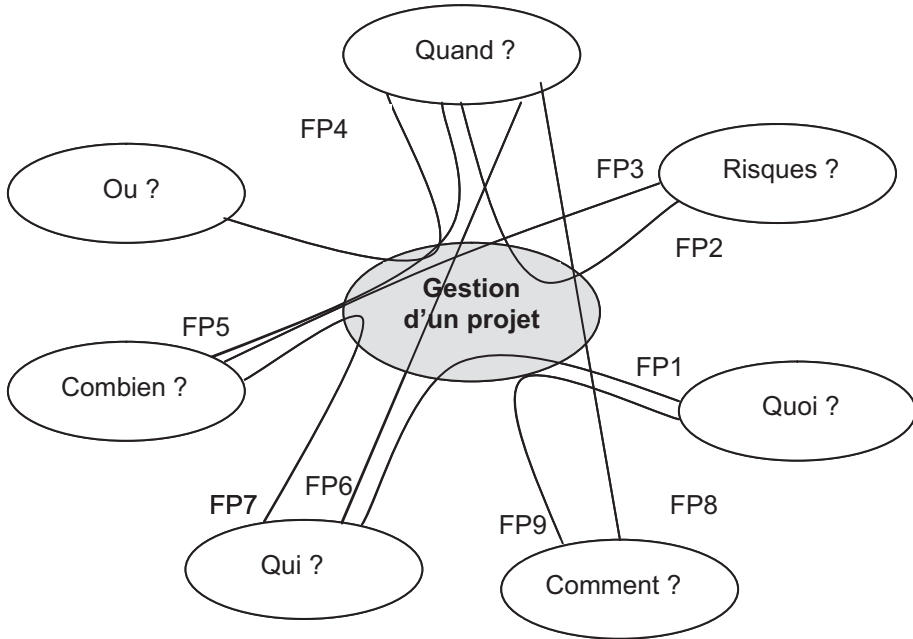 Quand ?
FP4
FP3
Risques ?
Ou ?
FP2
Gestion
d'un projet
FP5
FP1
Combien ?
Quoi ?
FP7
FP6
FP8
FP9
Qui ?
Comment ?